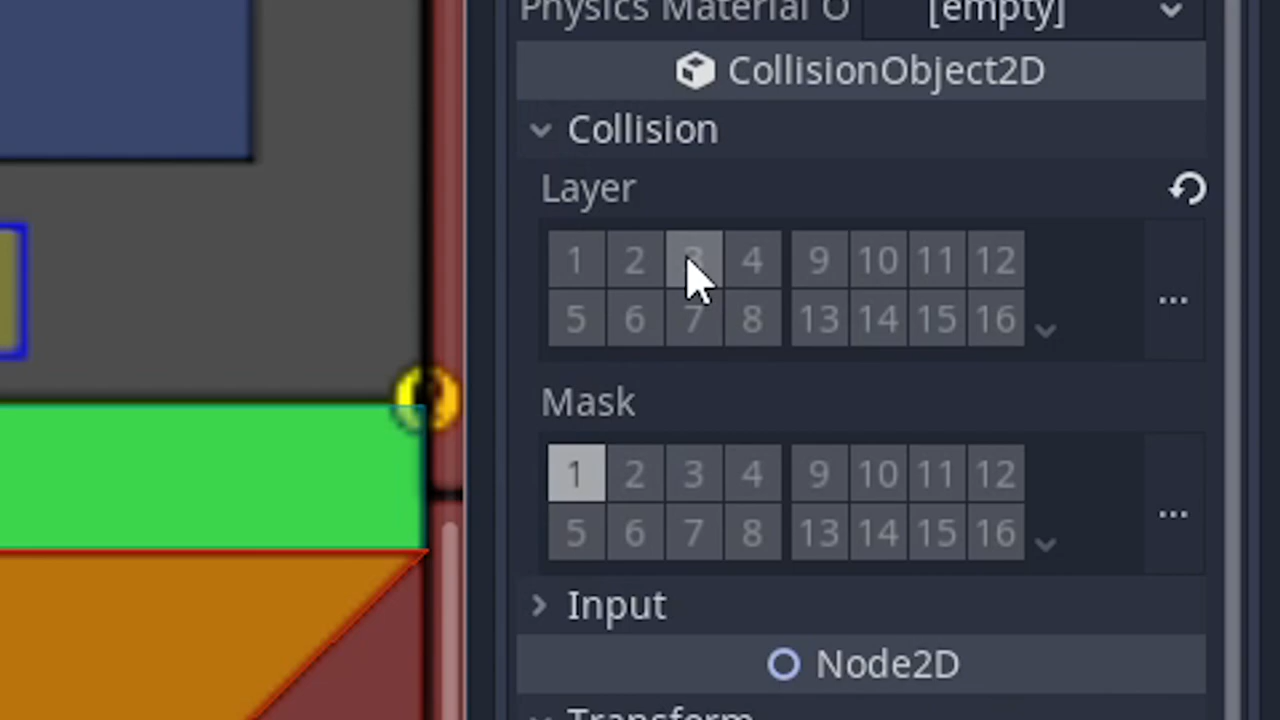 Physics Material O [empty]
CollisionObject2D
Collision
Layer
1 2 3 4 9 10 11 12
5 6 7 8 13 14 15 16
...
Mask
1 2 3 4 9 10 11 12
5 6 7 8 13 14 15 16
...
Input
Node2D
Transform